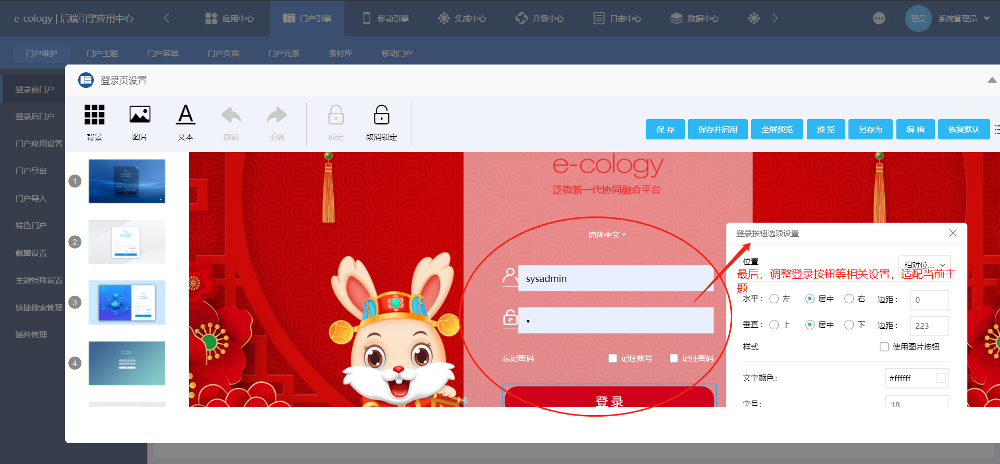 e-cology | 后端引擎应用中心
应用中心
门户引擎
移动引擎
集成中心
升级中心
日志中心
数据中心
理员
系统管理员
门户维护
门户主题
门户菜单
门户页面
门户元素
素材库
移动门户
登录前门户
登录后门户
门户应用设置
门户导出
门户导入
特色门户
飘窗设置
主题特殊设置
快捷搜索管理
插件管理
登录页设置
背景
图片
文本
撤销
重做
锁定
取消锁定
保 存
保存并启用
全屏预览
预 览
另存为
编 辑
恢复默认
1
2
3
4
e-cology
泛微新一代协同融合平台
简体中文
sysadmin
忘记密码
记住账号
记住密码
登 录
登录按钮选项设置
位置
相对位...
最后，调整登录按钮等相关设置，适配当前主
题
水平：
左
居中
右
边距：
0
垂直：
上
居中
下
边距：
223
样式
使用图片按钮
文字颜色：
#ffffff
字号：
18